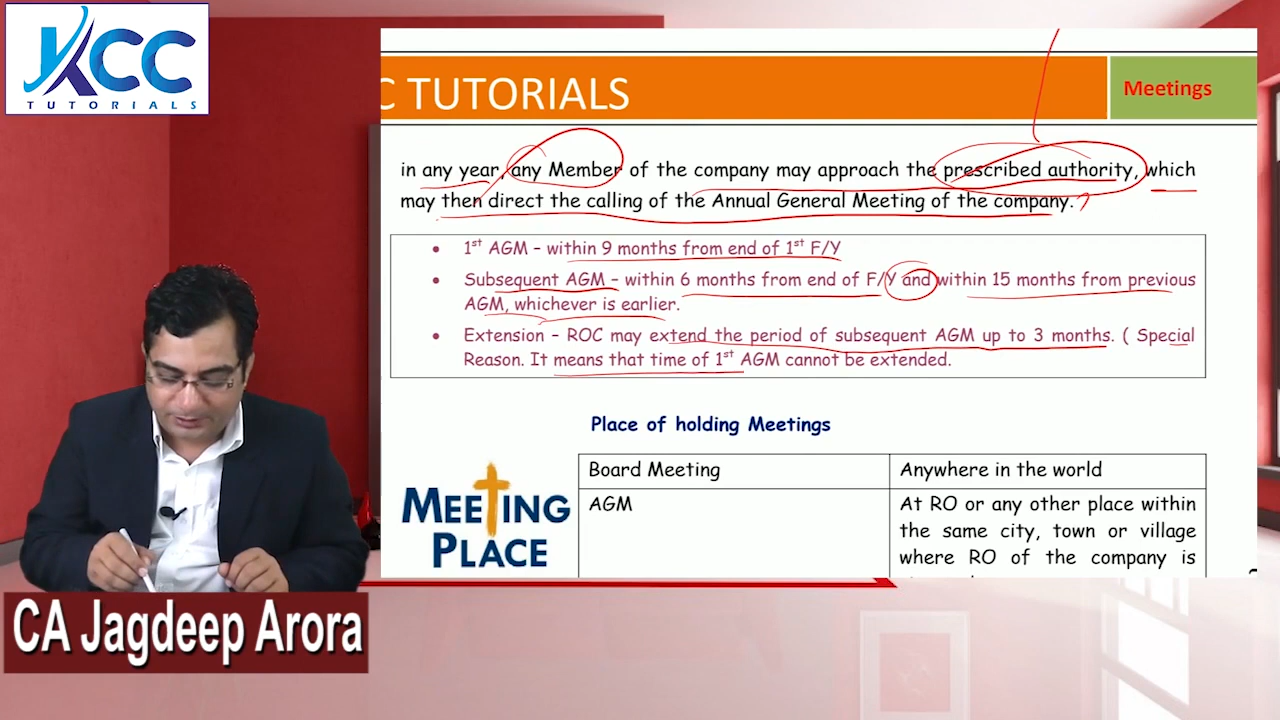 KCC
TUTORIALS
C TUTORIALS
Meetings
in any year, any Member of the company may approach the prescribed authority, which
may then direct the calling of the Annual General Meeting of the company.
• 1st AGM – within 9 months from end of 1st F/Y
• Subsequent AGM – within 6 months from end of F/Y and within 15 months from previous
AGM, whichever is earlier.
• Extension – ROC may extend the period of subsequent AGM up to 3 months. ( Special
Reason. It means that time of 1st AGM cannot be extended.
Place of holding Meetings
MEETING
PLACE
Board Meeting
Anywhere in the world
AGM
At RO or any other place within
the same city, town or village
where RO of the company is
CA Jagdeep Arora